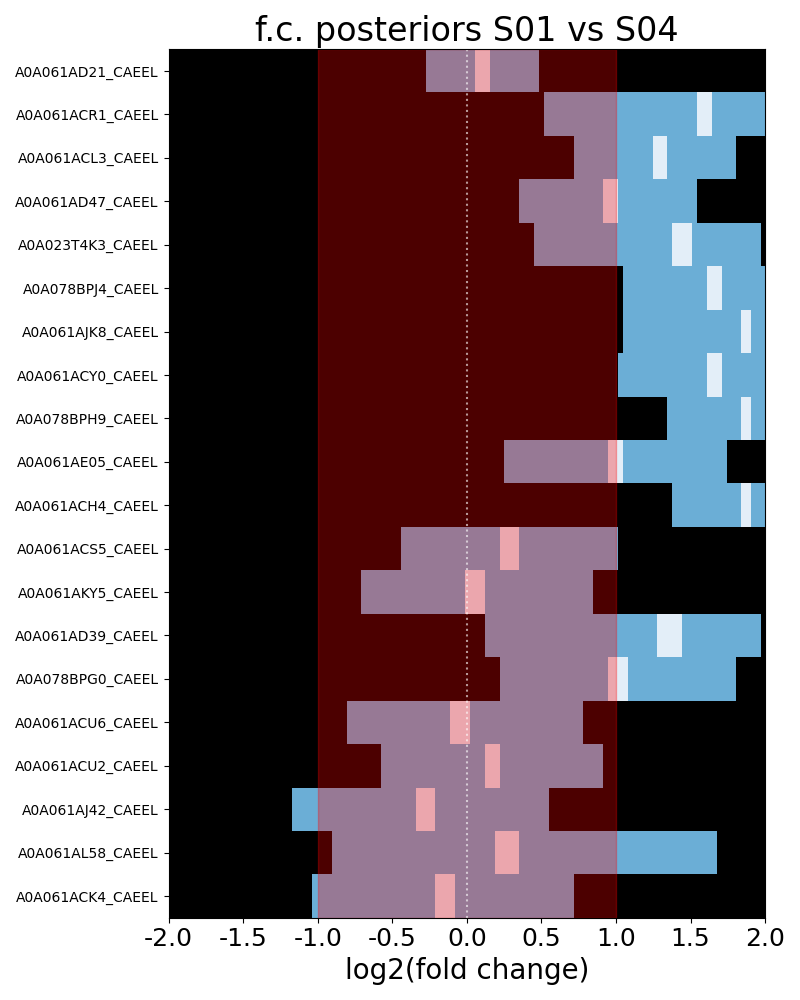 f.c. posteriors S01 vs S04
A0A061AD21_CAEEL
A0A061ACR1_CAEEL
A0A061ACL3_CAEEL
A0A061AD47_CAEEL
A0A023T4K3_CAEEL
A0A078BPJ4_CAEEL
A0A061AJK8_CAEEL
A0A061ACY0_CAEEL
A0A078BPH9_CAEEL
A0A061AE05_CAEEL
A0A061ACH4_CAEEL
A0A061ACS5_CAEEL
A0A061AKY5_CAEEL
A0A061AD39_CAEEL
A0A078BPG0_CAEEL
A0A061ACU6_CAEEL
A0A061ACU2_CAEEL
A0A061AJ42_CAEEL
A0A061AL58_CAEEL
A0A061ACK4_CAEEL
-2.0 -1.5 -1.0 -0.5 0.0 0.5 1.0 1.5 2.0
log2(fold change)